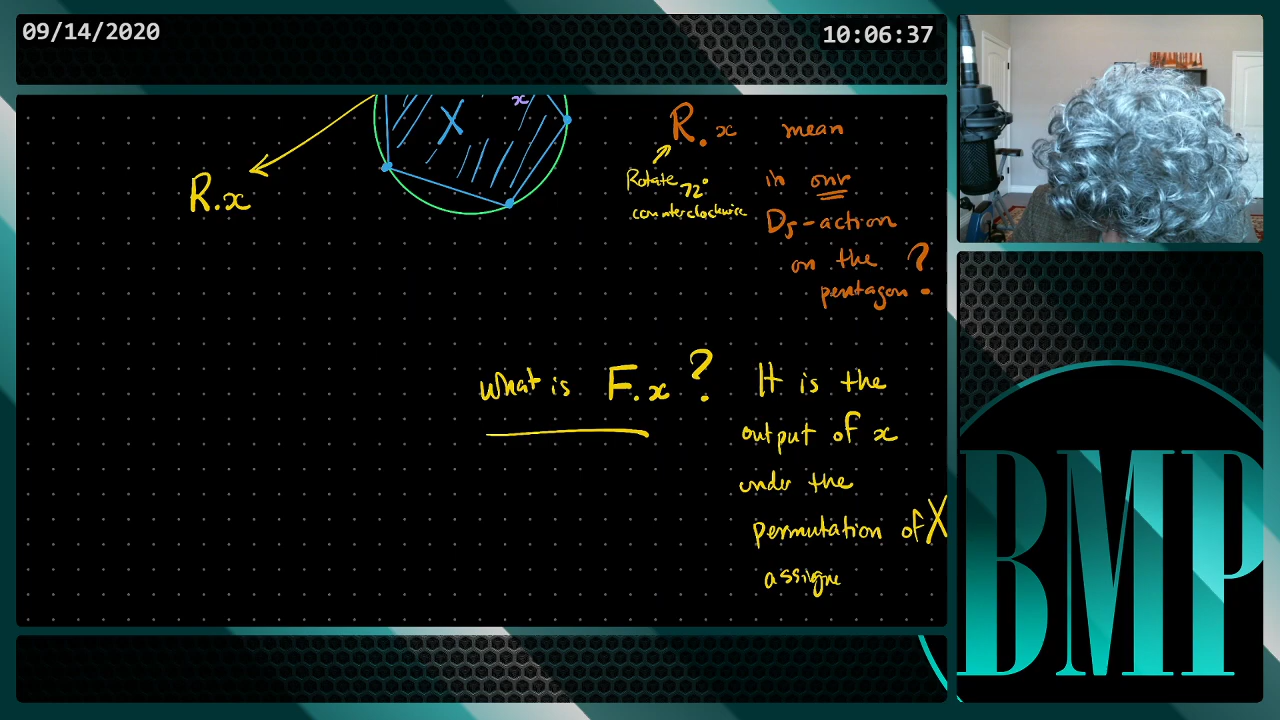 09/14/2020
10:06:37
x
X
R.x
R.x mean
Rotate 72°
counterclockwise
in our
D5-action
on the ?
pentagon
What is F.x? It is the
output of x
under the
permutation of X
assigne
BMP